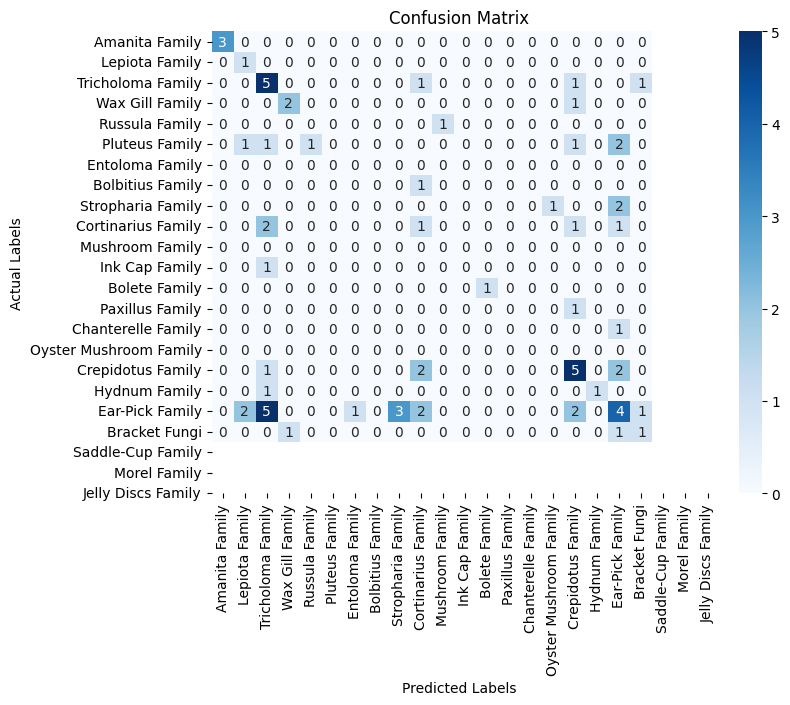 Confusion Matrix
Amanita Family 3 0 0 0 0 0 0 0 0 0 0 0 0 0 0 0 0 0 0 0
Lepiota Family 0 1 0 0 0 0 0 0 0 0 0 0 0 0 0 0 0 0 0 0
Tricholoma Family 0 0 5 0 0 0 0 0 0 1 0 0 0 0 0 0 1 0 0 1
Wax Gill Family 0 0 0 2 0 0 0 0 0 0 0 0 0 0 0 0 1 0 0 0
Russula Family 0 0 0 0 0 0 0 0 0 0 1 0 0 0 0 0 0 0 0 0
Pluteus Family 0 1 1 0 1 0 0 0 0 0 0 0 0 0 0 0 1 0 2 0
Entoloma Family 0 0 0 0 0 0 0 0 0 0 0 0 0 0 0 0 0 0 0 0
Bolbitius Family 0 0 0 0 0 0 0 0 0 1 0 0 0 0 0 0 0 0 0 0
Stropharia Family 0 0 0 0 0 0 0 0 0 0 0 0 0 0 0 1 0 0 2 0
Cortinarius Family 0 0 2 0 0 0 0 0 0 1 0 0 0 0 0 0 1 0 1 0
Mushroom Family 0 0 0 0 0 0 0 0 0 0 0 0 0 0 0 0 0 0 0 0
Ink Cap Family 0 0 1 0 0 0 0 0 0 0 0 0 0 0 0 0 0 0 0 0
Bolete Family 0 0 0 0 0 0 0 0 0 0 0 0 1 0 0 0 0 0 0 0
Paxillus Family 0 0 0 0 0 0 0 0 0 0 0 0 0 0 0 0 1 0 0 0
Chanterelle Family 0 0 0 0 0 0 0 0 0 0 0 0 0 0 0 0 0 0 1 0
Oyster Mushroom Family 0 0 0 0 0 0 0 0 0 0 0 0 0 0 0 0 0 0 0 0
Crepidotus Family 0 0 1 0 0 0 0 0 0 2 0 0 0 0 0 0 5 0 2 0
Hydnum Family 0 0 1 0 0 0 0 0 0 0 0 0 0 0 0 0 0 1 0 0
Ear-Pick Family 0 2 5 0 0 0 1 0 3 2 0 0 0 0 0 0 2 0 4 1
Bracket Fungi 0 0 0 1 0 0 0 0 0 0 0 0 0 0 0 0 0 0 1 1
Saddle-Cup Family
Morel Family
Jelly Discs Family
Actual Labels
Amanita Family
Lepiota Family
Tricholoma Family
Wax Gill Family
Russula Family
Pluteus Family
Entoloma Family
Bolbitius Family
Stropharia Family
Cortinarius Family
Mushroom Family
Ink Cap Family
Bolete Family
Paxillus Family
Chanterelle Family
Oyster Mushroom Family
Crepidotus Family
Hydnum Family
Ear-Pick Family
Bracket Fungi
Saddle-Cup Family
Morel Family
Jelly Discs Family
Predicted Labels
5
4
3
2
1
0